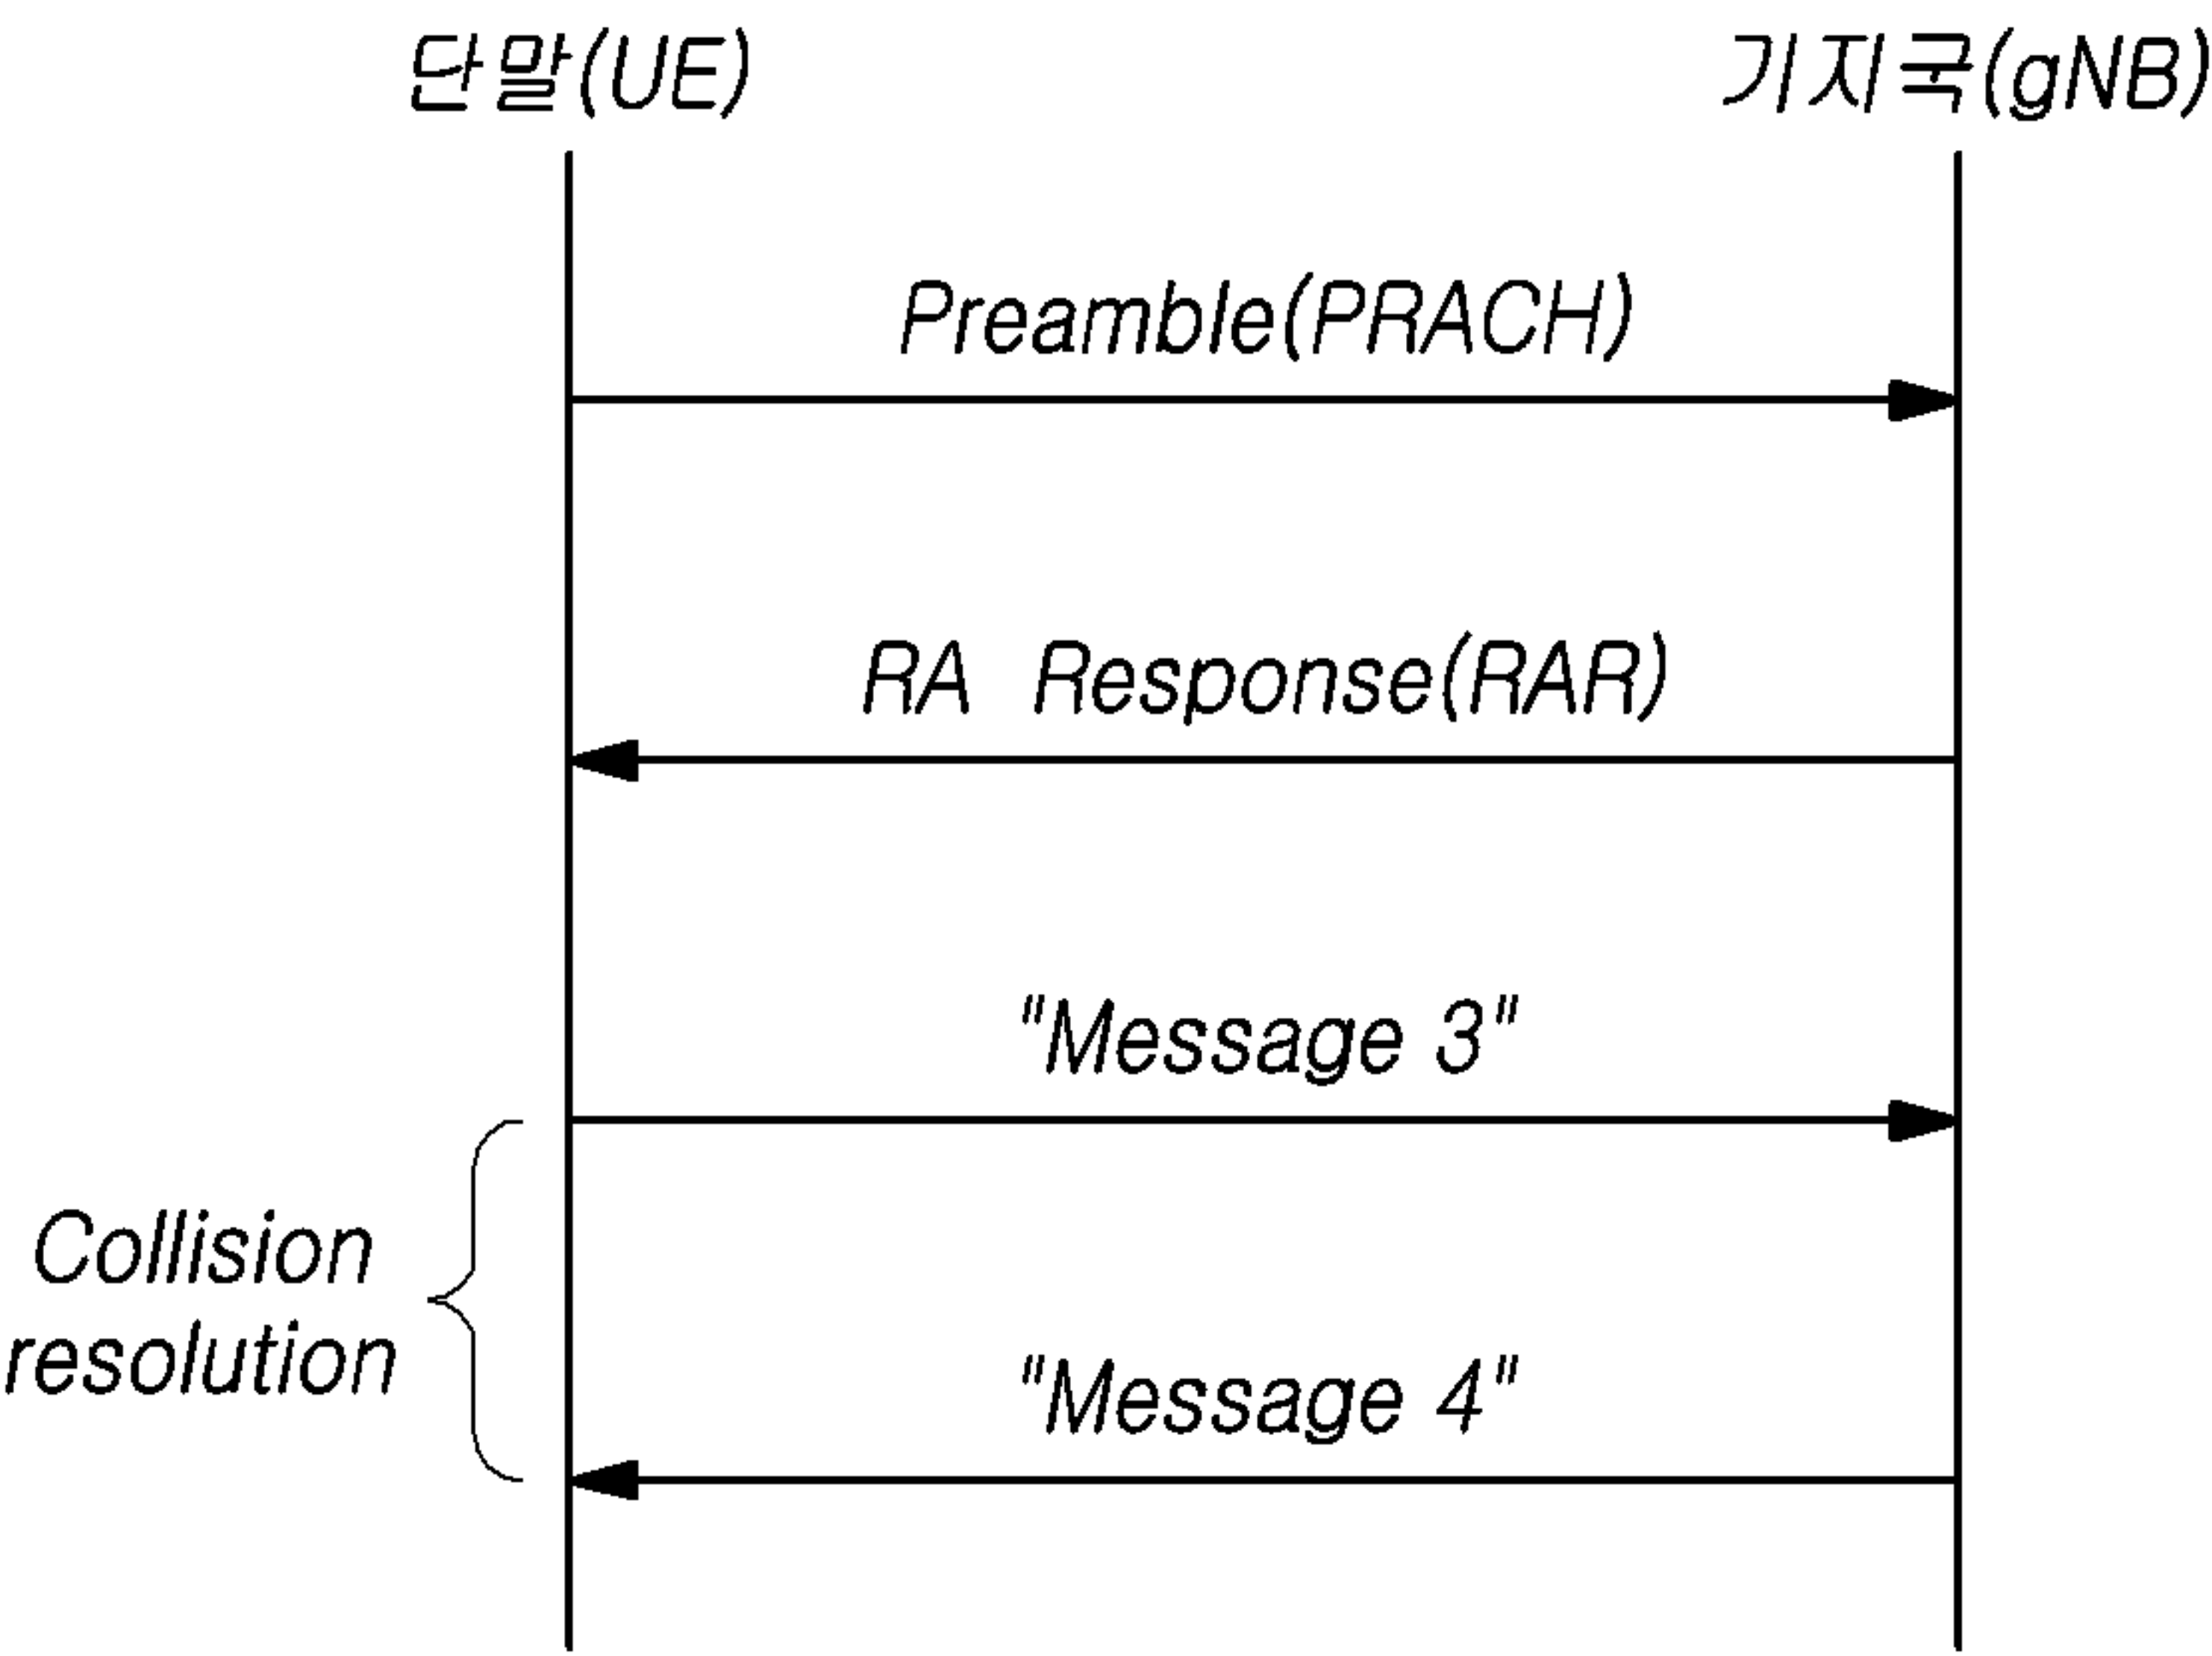 단말(UE)
기지국(gNB)
Preamble(PRACH)
RA Response(RAR)
"Message 3"
Collision
resolution
"Message 4"